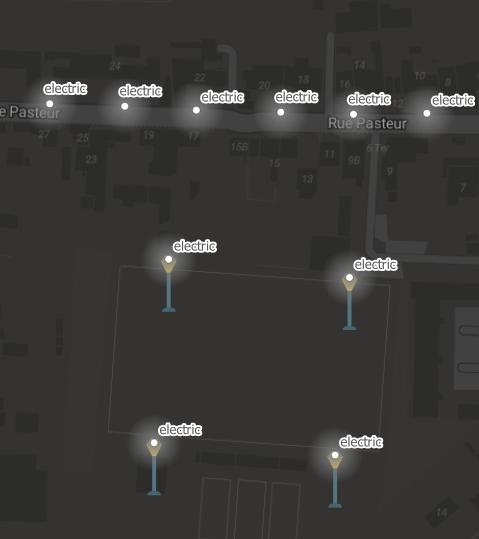 24
14
22
20
18
16
10
8
electric
electric
electric
electric
electric
electric
12
e Pasteur
Rue Pasteur
27
25
19
17
15B
6 Ter
23
15
11
9B
9
13
7
electric
electric
electric
electric
14